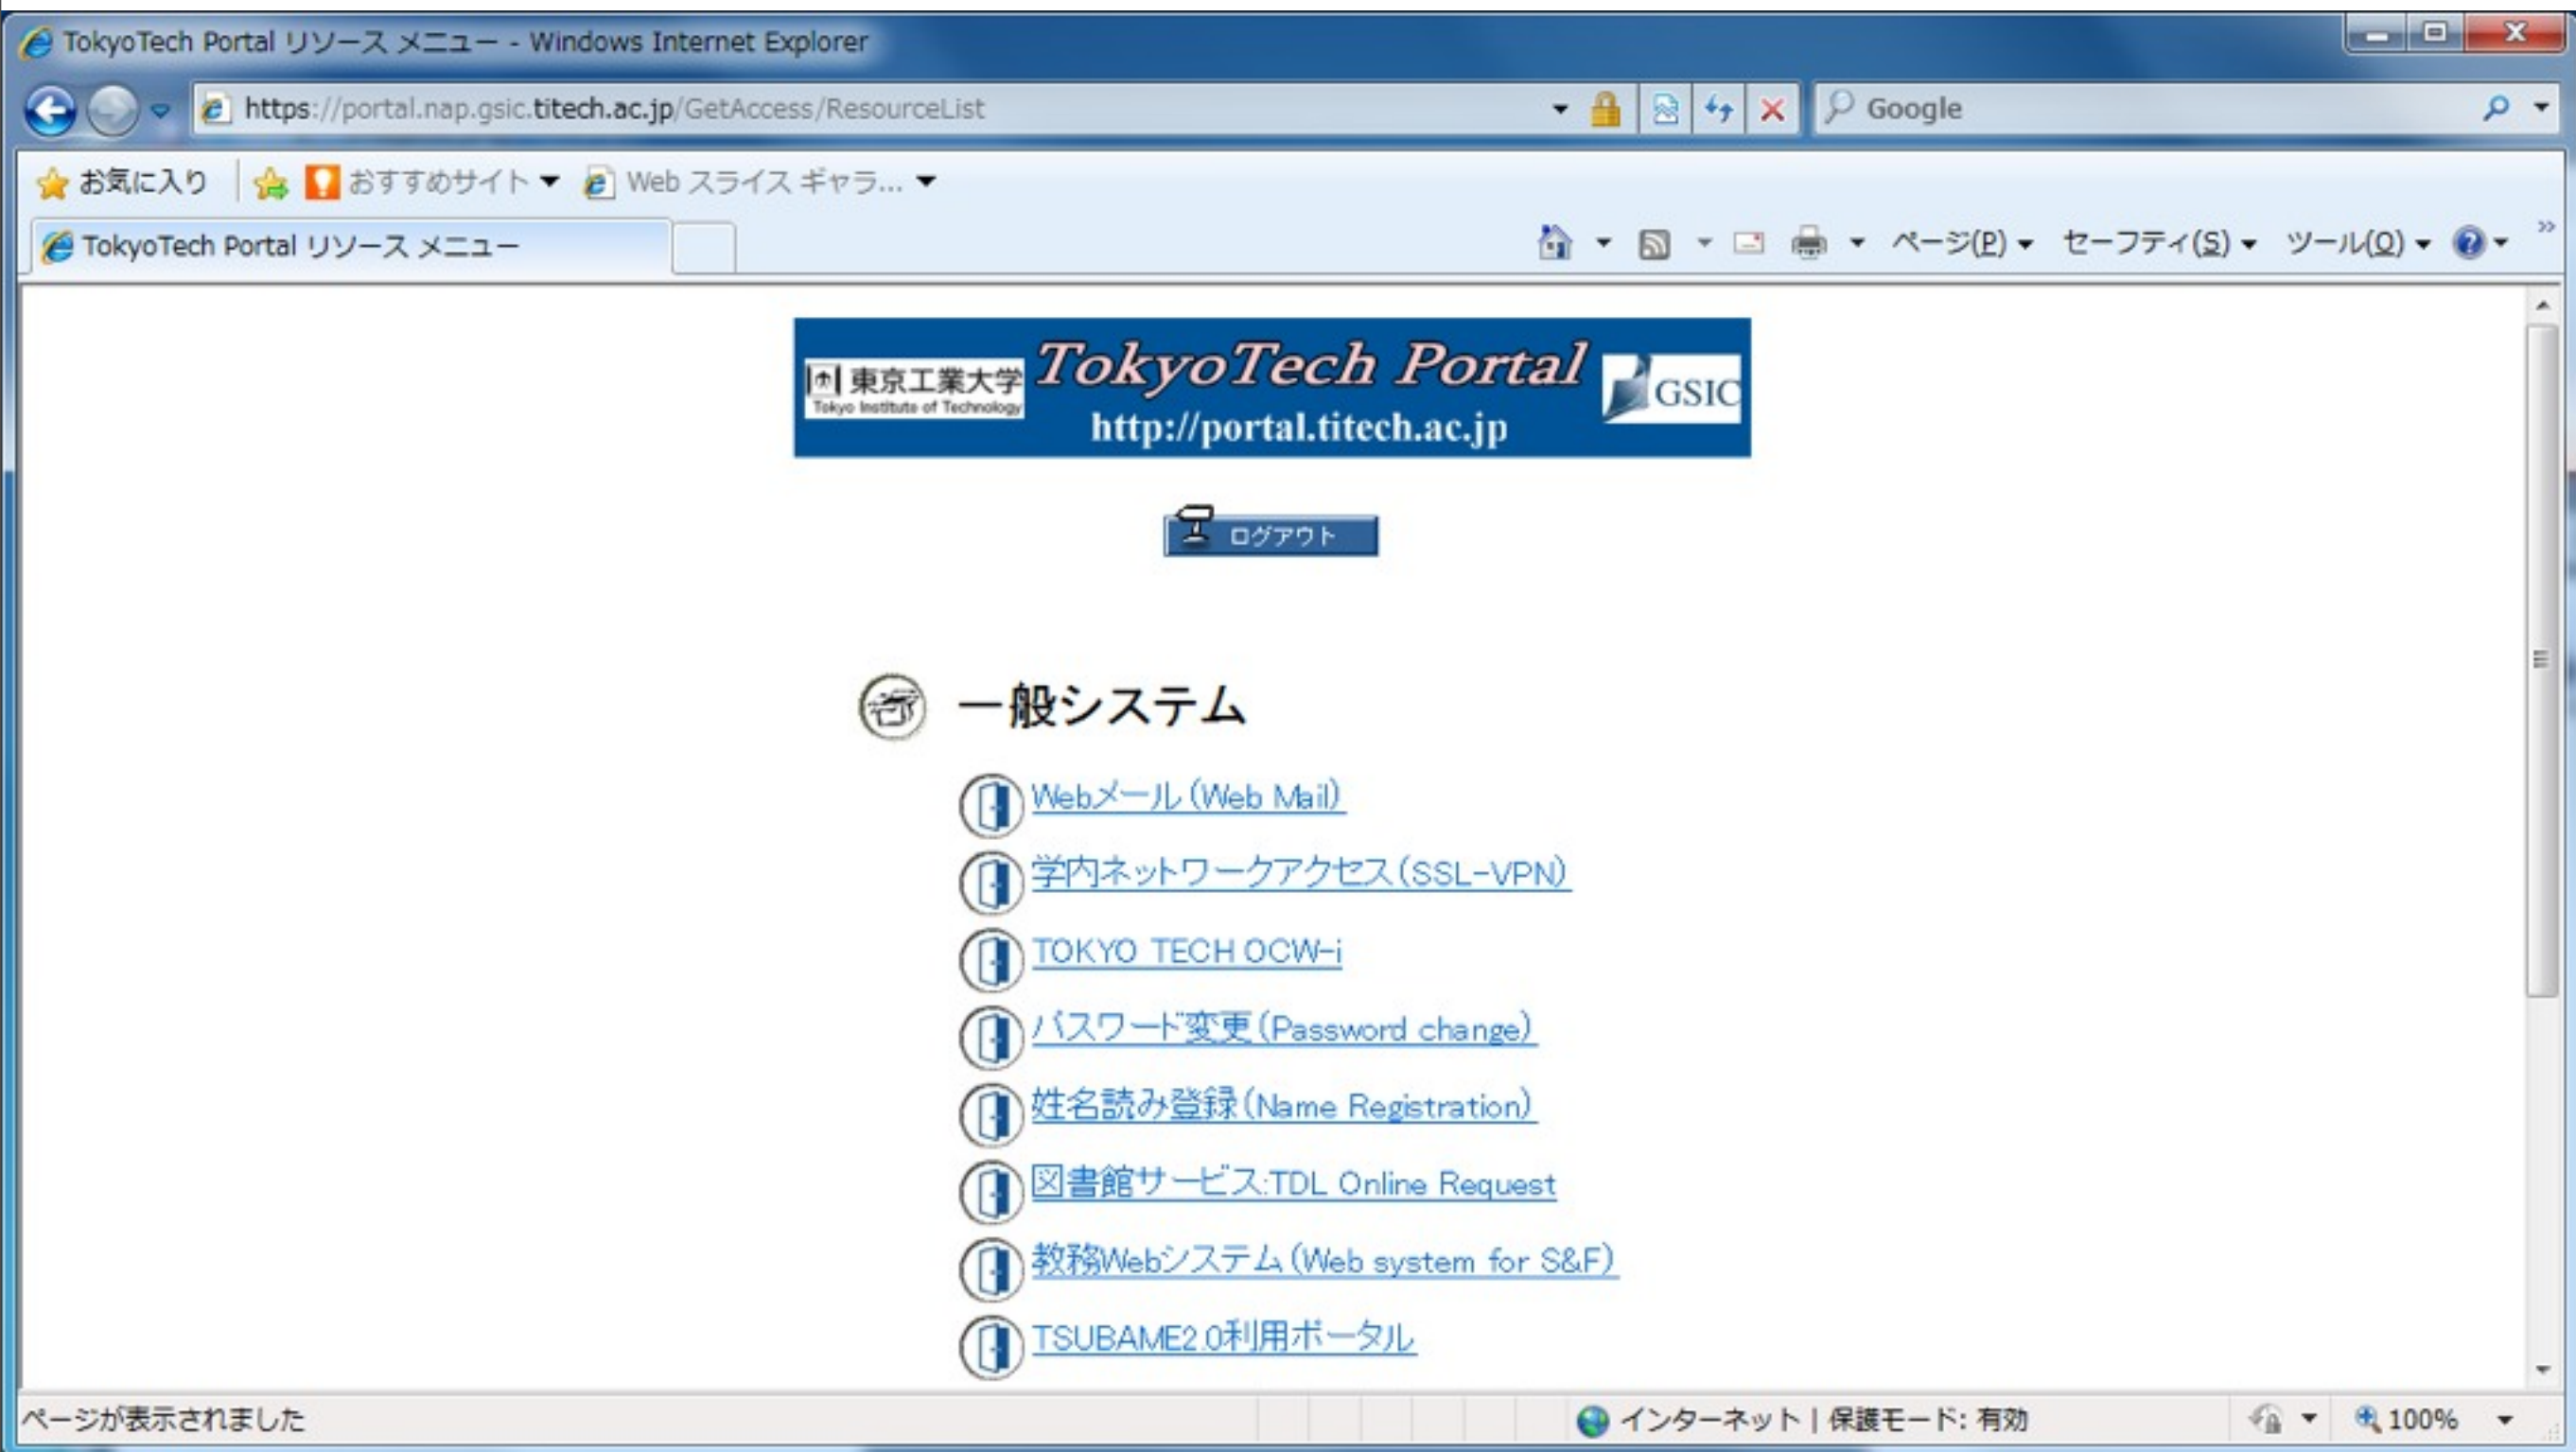 TokyoTech Portal リソース メニュー - Windows Internet Explorer
https://portal.nap.gsic.titech.ac.jp/GetAccess/ResourceList
Google
お気に入り おすすめサイト Web スライス ギャラ...
TokyoTech Portal リソース メニュー
ページ(P) セーフティ(S) ツール(O)
東京工業大学
Tokyo Institute of Technology
TokyoTech Portal
http://portal.titech.ac.jp
GSIC
ログアウト
一般システム
Webメール(Web Mail)
学内ネットワークアクセス(SSL-VPN)
TOKYO TECH OCW-i
パスワード変更(Password change)
姓名読み登録(Name Registration)
図書館サービス:TDL Online Request
教務Webシステム(Web system for S&F)
TSUBAME2.0利用ポータル
ページが表示されました
インターネット | 保護モード: 有効
100%